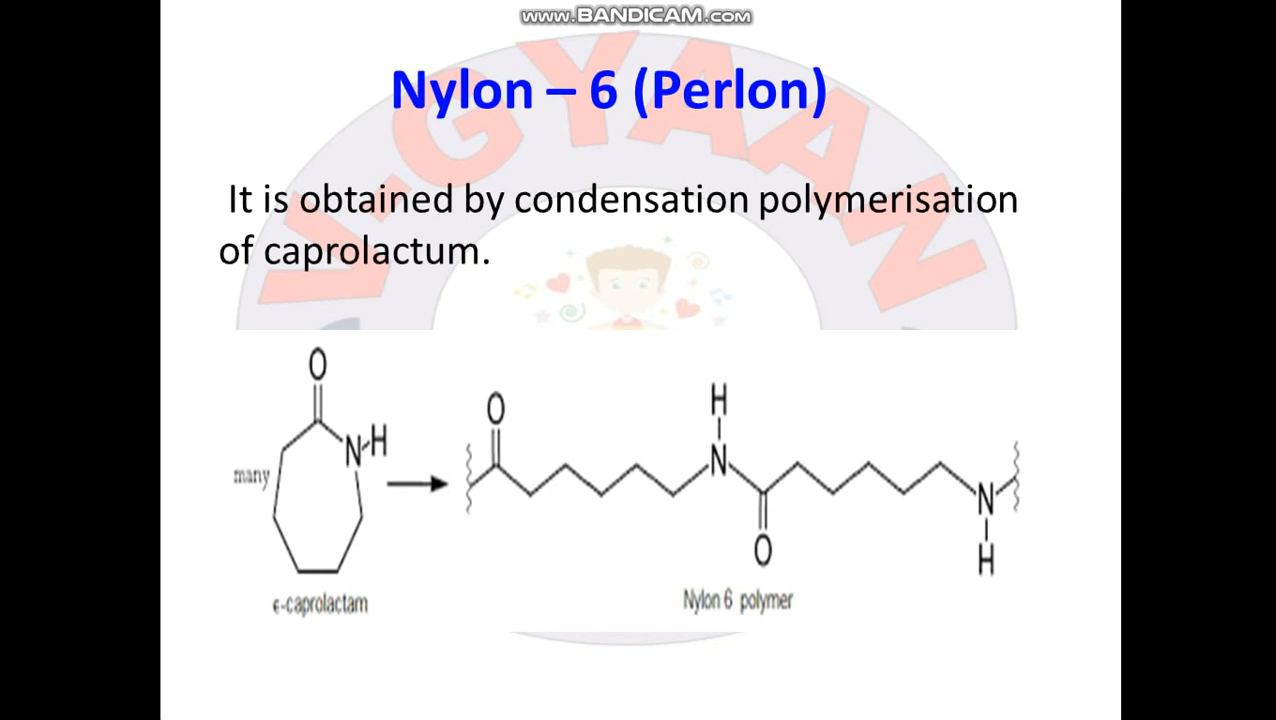 www.BANDICAM.com
V-GYAAN
Nylon – 6 (Perlon)
It is obtained by condensation polymerisation
of caprolactum.
O
N-H
many
ϵ-caprolactam
O
H
N
O
N
H
Nylon 6 polymer